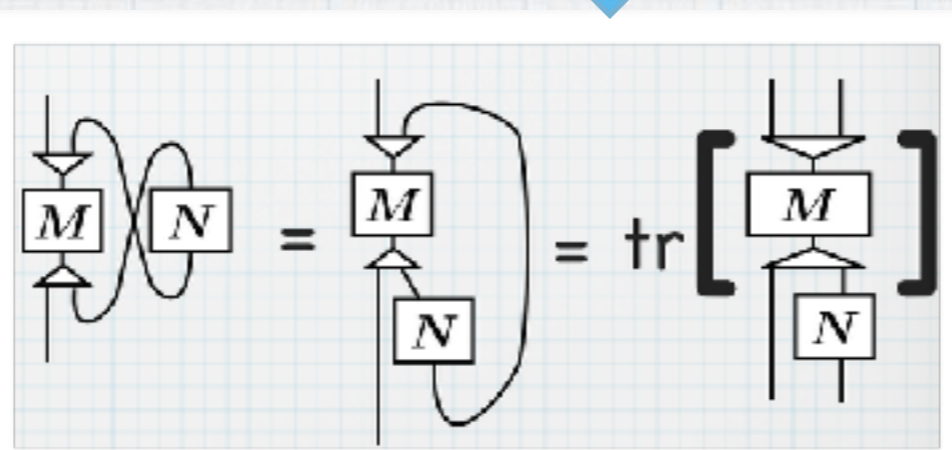 M N = M N = tr [ M N ]